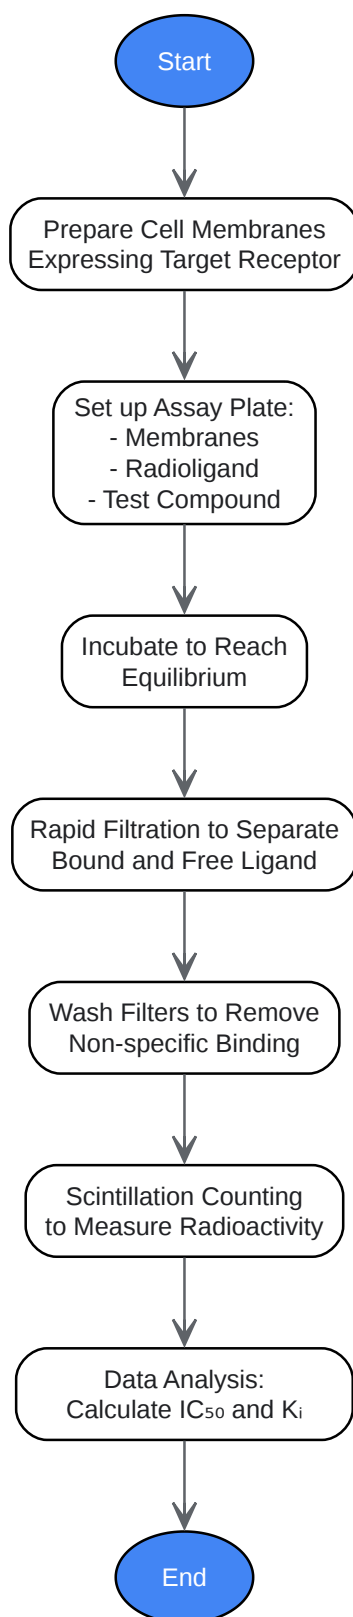 Start
Prepare Cell Membranes
Expressing Target Receptor
Set up Assay Plate:
- Membranes
- Radioligand
- Test Compound
Incubate to Reach
Equilibrium
Rapid Filtration to Separate
Bound and Free Ligand
Wash Filters to Remove
Non-specific Binding
Scintillation Counting
to Measure Radioactivity
Data Analysis:
Calculate IC₅₀ and Kᵢ
End